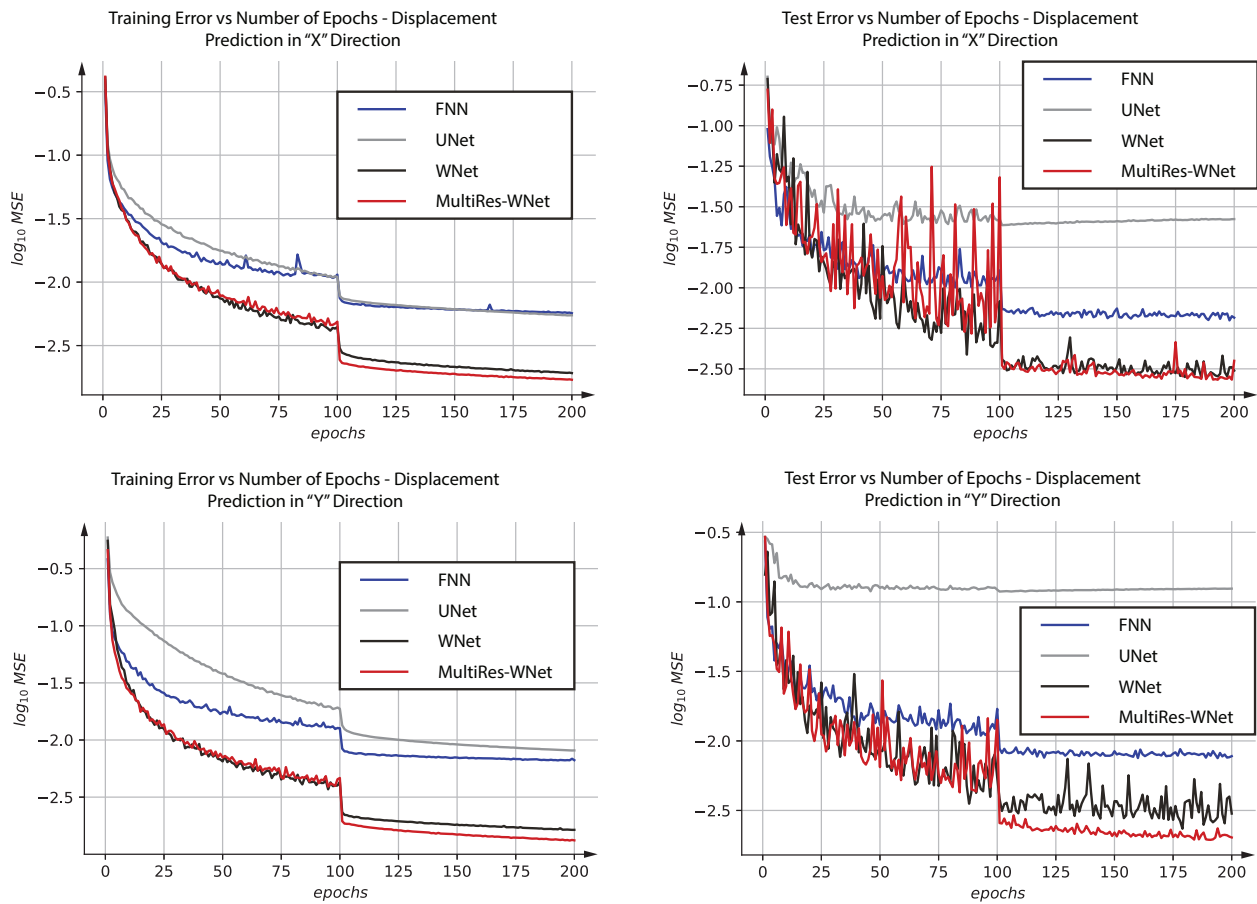 Training Error vs Number of Epochs - Displacement
Prediction in “X” Direction
−0.5
−1.0
−1.5
−2.0
−2.5
log10 MSE
FNN
UNet
WNet
MultiRes-WNet
0 25 50 75 100 125 150 175 200
epochs
Test Error vs Number of Epochs - Displacement
Prediction in “X” Direction
−0.75
−1.00
−1.25
−1.50
−1.75
−2.00
−2.25
−2.50
log10 MSE
FNN
UNet
WNet
MultiRes-WNet
0 25 50 75 100 125 150 175 200
epochs
Training Error vs Number of Epochs - Displacement
Prediction in “Y” Direction
−0.5
−1.0
−1.5
−2.0
−2.5
log10 MSE
FNN
UNet
WNet
MultiRes-WNet
0 25 50 75 100 125 150 175 200
epochs
Test Error vs Number of Epochs - Displacement
Prediction in “Y” Direction
−0.5
−1.0
−1.5
−2.0
−2.5
log10 MSE
FNN
UNet
WNet
MultiRes-WNet
0 25 50 75 100 125 150 175 200
epochs